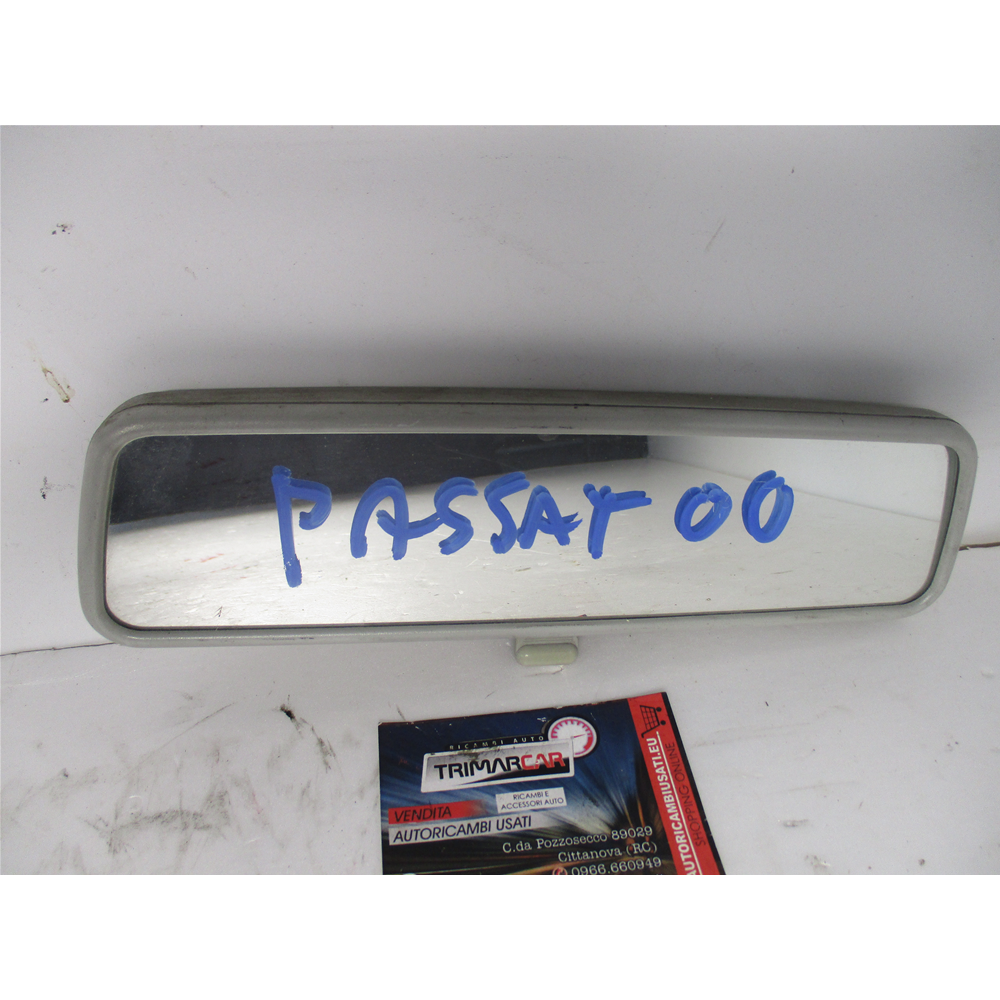 PASSAT 00
RICAMBI AUTO
TRIMARCAR
RICAMBI E
ACCESSORI AUTO
VENDITA
AUTORICAMBI USATI
C.da Pozzosecco 89029
Cittanova (RC)
0966.660949
AUTORICAMBIUSATI.EU
SHOPPING ONLINE